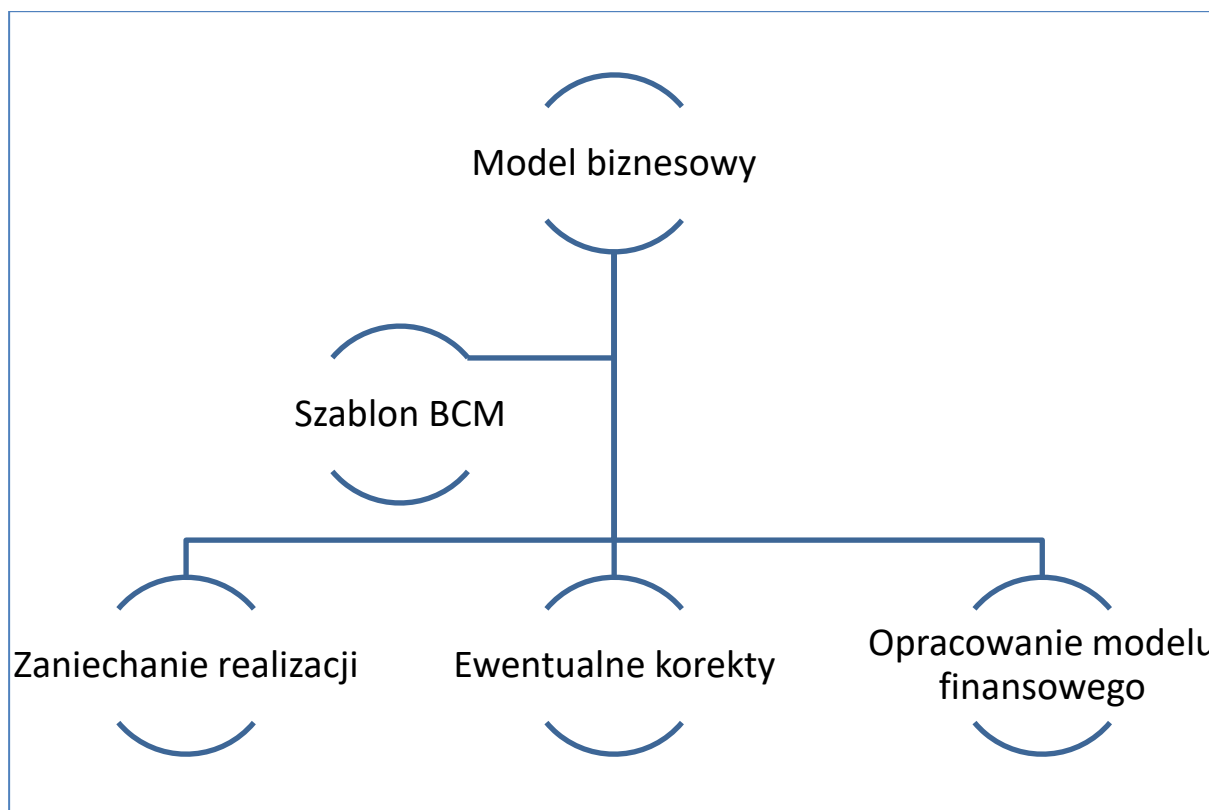 Model biznesowy
Szablon BCM
Zaniechanie realizacji
Ewentualne korekty
Opracowanie modelu
finansowego